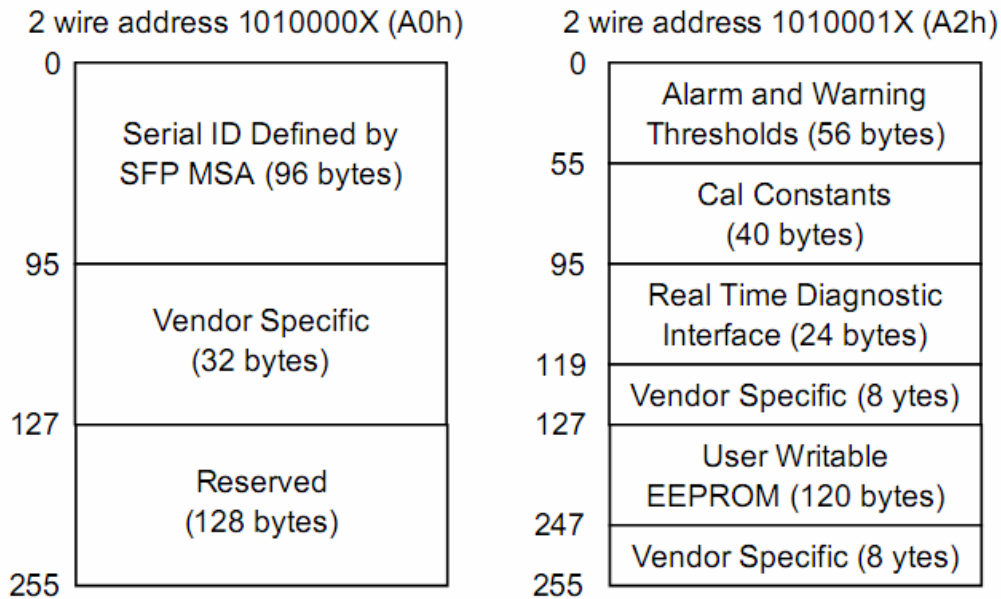 2 wire address 1010000X (A0h)
0
Serial ID Defined by
SFP MSA (96 bytes)
95
Vendor Specific
(32 bytes)
127
Reserved
(128 bytes)
255
2 wire address 1010001X (A2h)
0
Alarm and Warning
Thresholds (56 bytes)
55
Cal Constants
(40 bytes)
95
Real Time Diagnostic
Interface (24 bytes)
119
Vendor Specific (8 ytes)
127
User Writable
EEPROM (120 bytes)
247
Vendor Specific (8 ytes)
255